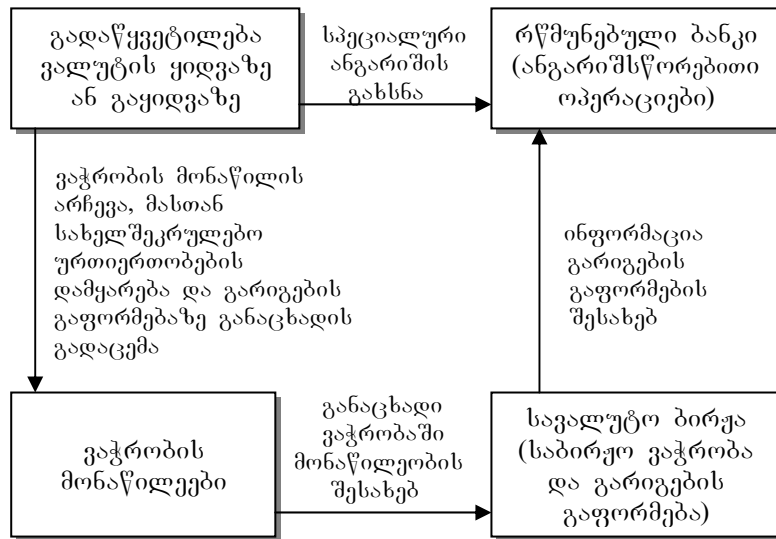 გადაწყვეტილება
ვალუტის ყიდვაზე
ან გაყიდვაზე
სპეციალური
ანგარიშის
გახსნა
რწმუნებული ბანკი
(ანგარიშსწორებითი
ოპერაციები)
ვაჭრობის მონაწილის
არჩევა, მასთან
სახელშეკრულებო
ურთიერთობების
დამყარება და გარიგების
გაფორმებაზე განაცხადის
გადაცემა
ინფორმაცია
გარიგების
გაფორმების
შესახებ
ვაჭრობის
მონაწილეები
განაცხადი
ვაჭრობაში
მონაწილეობის
შესახებ
სავალუტო ბირჟა
(საბირჟო ვაჭრობა
და გარიგების
გაფორმება)